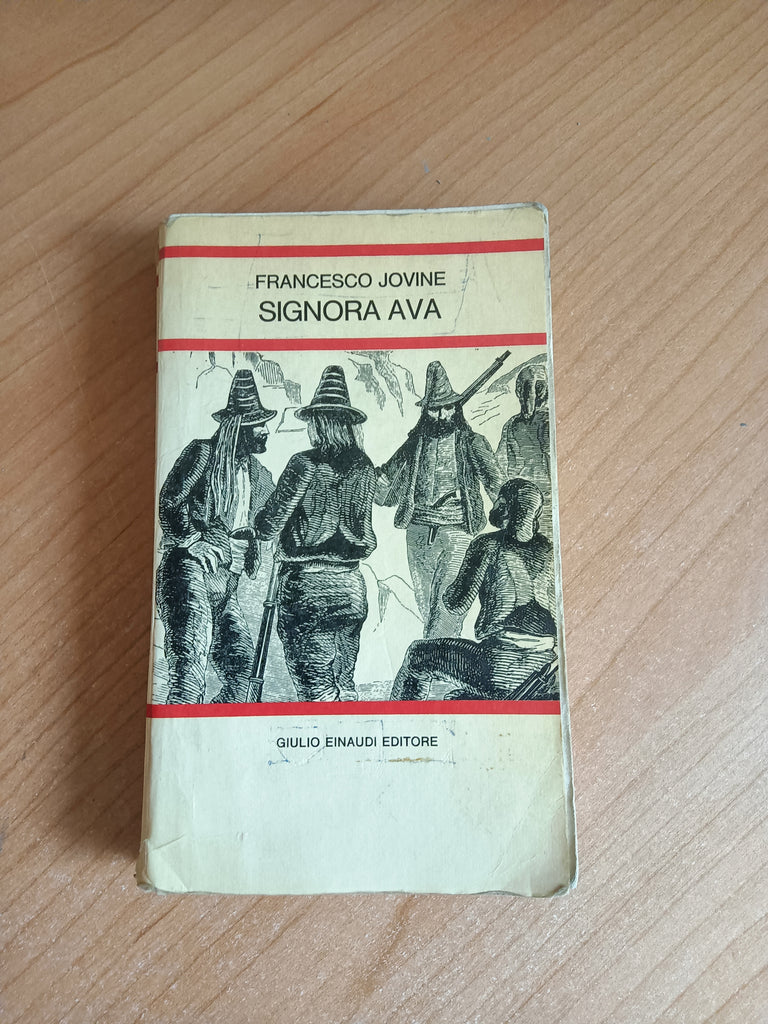 FRANCESCO JOVINE
SIGNORA AVA
GIULIO EINAUDI EDITORE